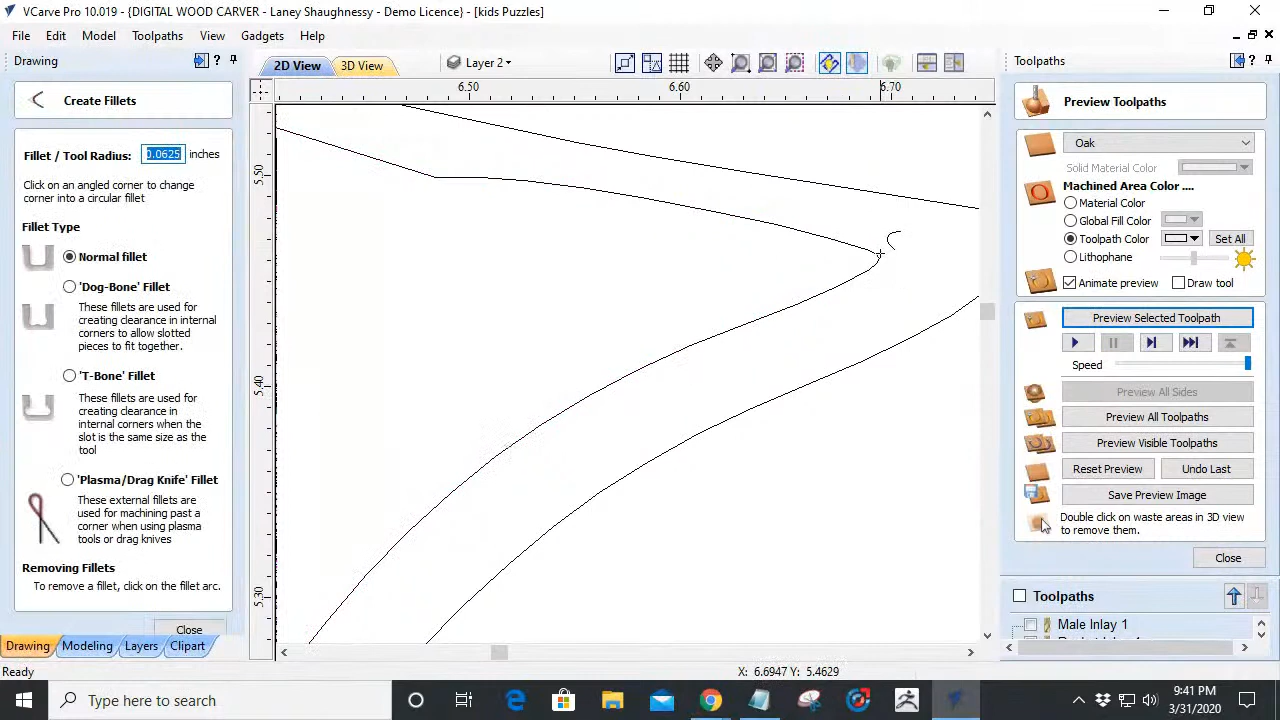 VCarve Pro 10.019 - {DIGITAL WOOD CARVER - Laney Shaughnessy - Demo Licence} - [kids Puzzles]
File Edit Model Toolpaths View Gadgets Help
Drawing
Create Fillets
Fillet / Tool Radius: 0.0625 inches
Click on an angled corner to change
corner into a circular fillet
Fillet Type
Normal fillet
'Dog-Bone' Fillet
These fillets are used for
creating clearance in
internal corners to allow slotted
pieces to fit together.
'T-Bone' Fillet
These fillets are used for
creating clearance in
internal corners when the
slot is the same size as the
tool
'Plasma/Drag Knife' Fillet
These external fillets are
used for machining past a
corner when using plasma
tools or drag knives
Removing Fillets
To remove a fillet, click on the fillet arc.
Close
Drawing Modeling Layers Clipart
2D View 3D View Layer 2
6.50 6.60 6.70
5.50
5.40
5.30
Toolpaths
Preview Toolpaths
Oak
Solid Material Color
Machined Area Color ....
Material Color
Global Fill Color
Toolpath Color Set All
Lithophane
Animate preview Draw tool
Preview Selected Toolpath
Speed
Preview All Sides
Preview All Toolpaths
Preview Visible Toolpaths
Reset Preview Undo Last
Save Preview Image
Double click on waste areas in 3D view
to remove them.
Close
Toolpaths
Male Inlay 1
Ready X: 6.6947 Y: 5.4629
Type here to search
9:41 PM
3/31/2020